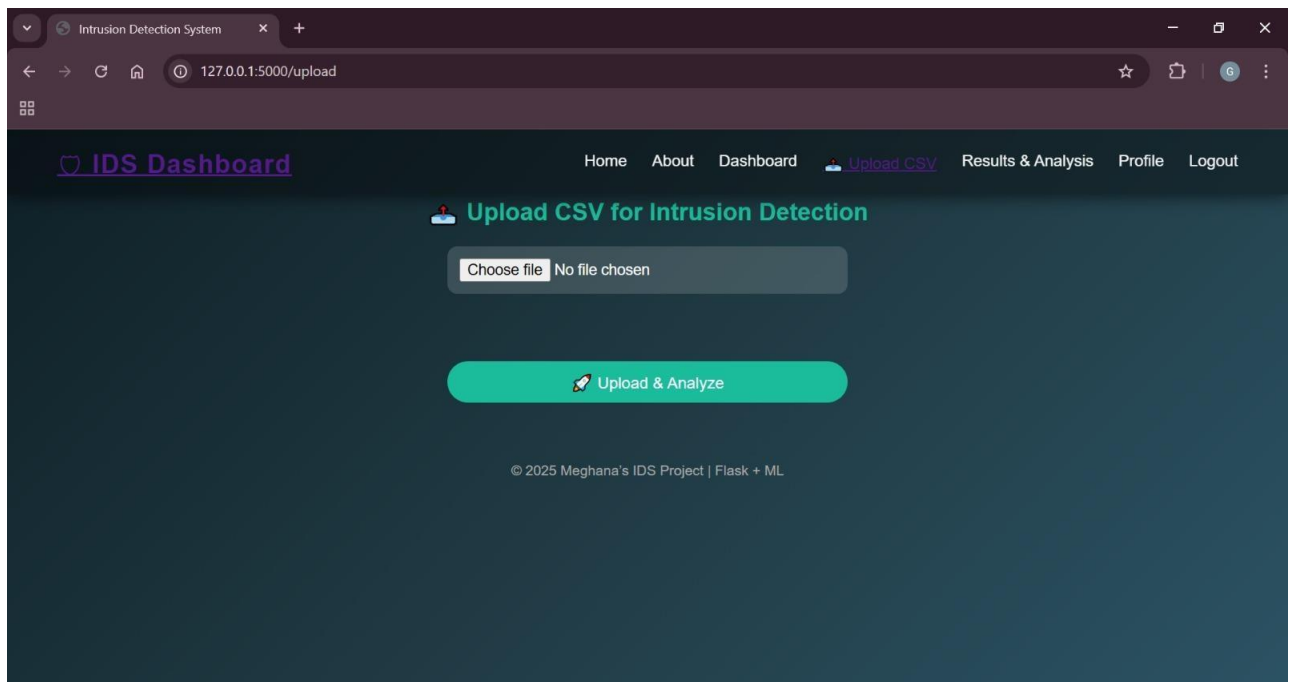 Intrusion Detection System
127.0.0.1:5000/upload
G
IDS Dashboard Home About Dashboard 📤 Upload CSV Results & Analysis Profile Logout
📤 Upload CSV for Intrusion Detection
Choose file No file chosen
🚀 Upload & Analyze
© 2025 Meghana's IDS Project | Flask + ML